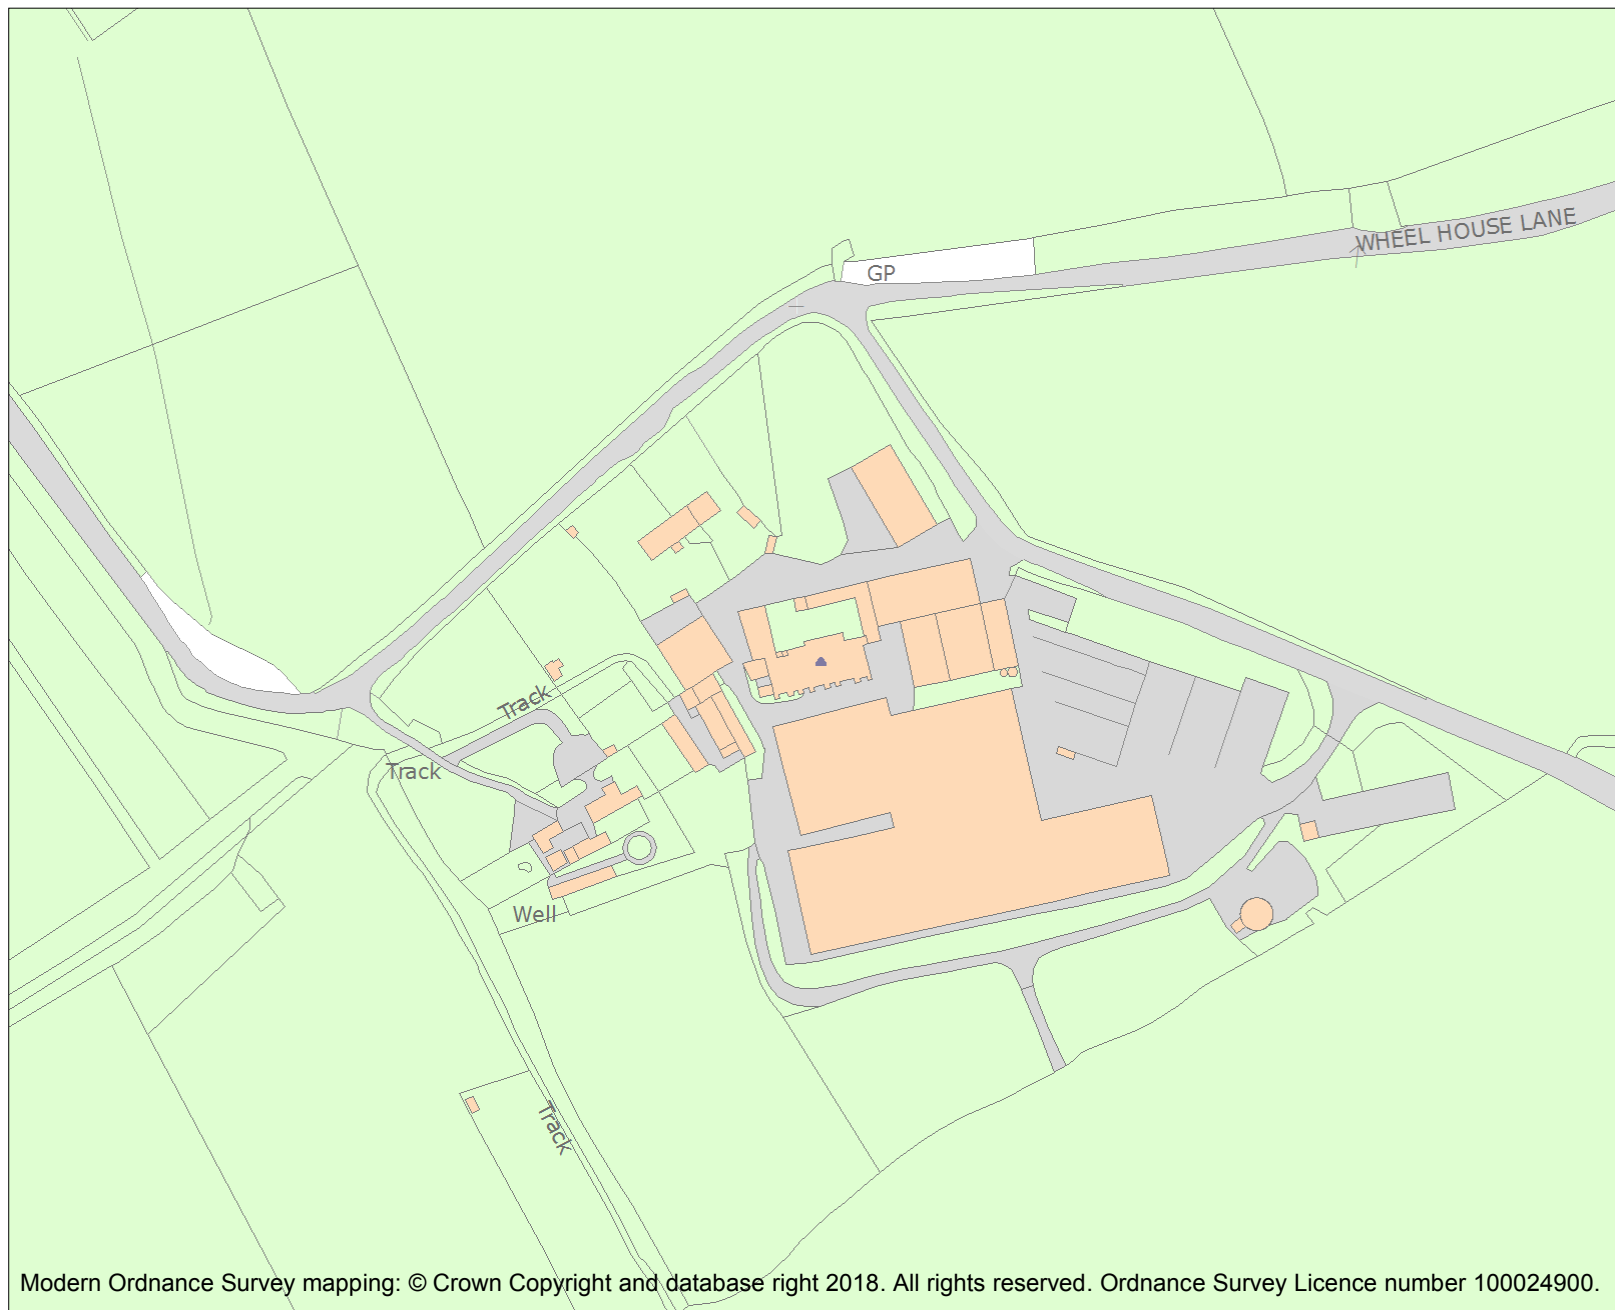 WHEEL HOUSE LANE
GP
Track
Track
Well
Track
Modern Ordnance Survey mapping: © Crown Copyright and database right 2018. All rights reserved. Ordnance Survey Licence number 100024900.